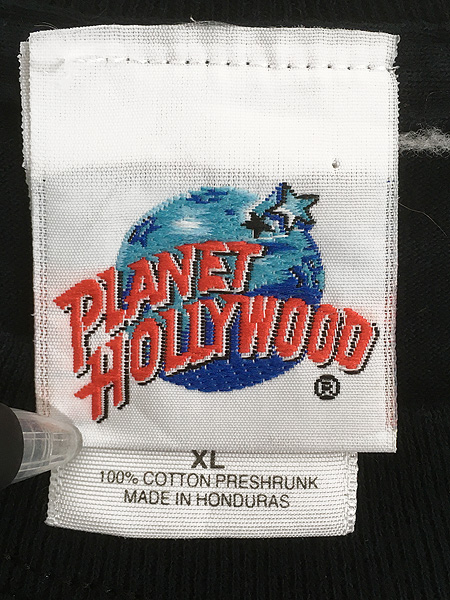 PLANET
HOLLYWOOD
®
XL
100% COTTON PRESHRUNK
MADE IN HONDURAS